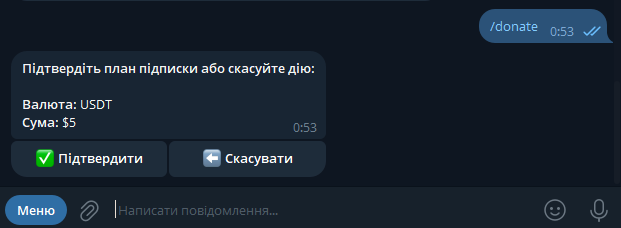 /donate 0:53
Підтвердіть план підписки або скасуйте дію:
Валюта: USDT
Сума: $5
0:53
✅ Підтвердити
⬅️ Скасувати
Меню
Написати повідомлення...